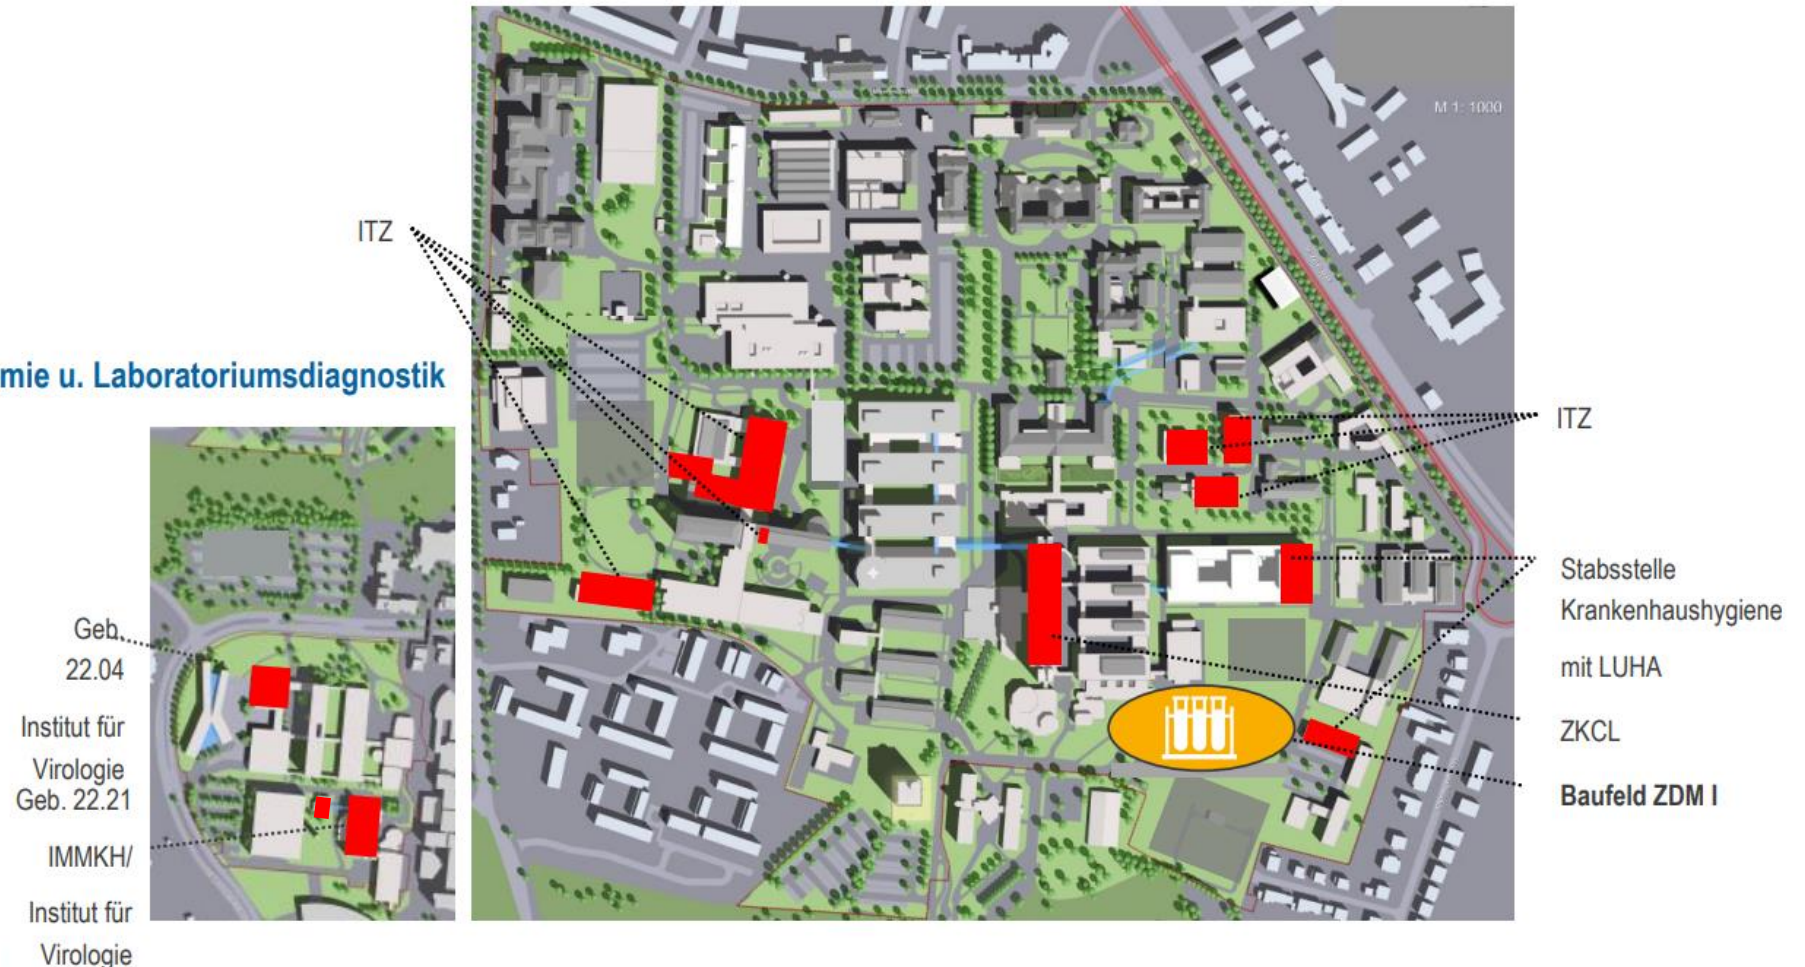 M 1: 1000
ITZ
mie u. Laboratoriumsdiagnostik
ITZ
Stabsstelle
Krankenhaushygiene
mit LUHA
ZKCL
Baufeld ZDM I
Geb.
22.04
Institut für
Virologie
Geb. 22.21
IMMKH/
Institut für
Virologie